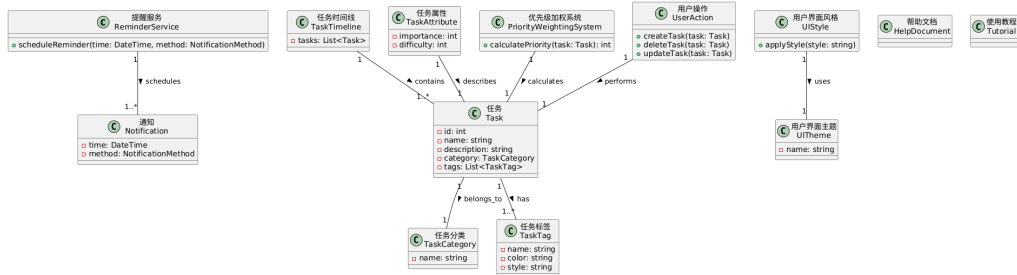 提醒服务
ReminderService
scheduleReminder(time: DateTime, method: NotificationMethod)
任务时间线
TaskTimeline
tasks: List<Task>
任务属性
TaskAttribute
importance: int
difficulty: int
优先级加权系统
PriorityWeightingSystem
calculatePriority(task: Task): int
用户操作
UserAction
createTask(task: Task)
deleteTask(task: Task)
updateTask(task: Task)
用户界面风格
UIStyle
applyStyle(style: string)
帮助文档
HelpDocument
使用教程
Tutorial
1
schedules
1..*
1
contains
1..*
1
describes
1
1
calculates
1
1
performs
1
1
uses
1
通知
Notification
time: DateTime
method: NotificationMethod
任务
Task
id: int
name: string
description: string
category: TaskCategory
tags: List<TaskTag>
用户界面主题
UITheme
name: string
1
belongs_to
1
1
has
1..*
任务分类
TaskCategory
name: string
任务标签
TaskTag
name: string
color: string
style: string